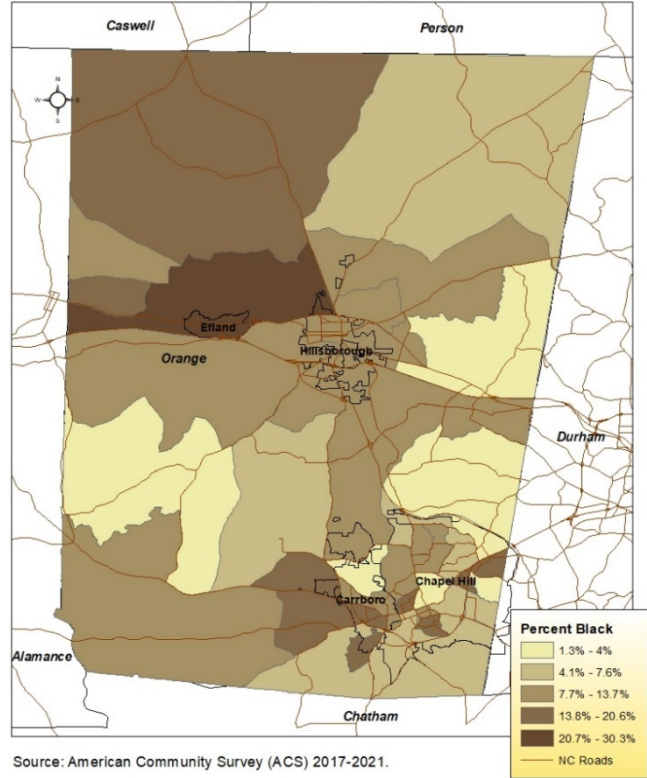 Caswell
Person
N
W
E
S
Efland
Hillsborough
Orange
Durham
Chapel Hill
Carrboro
Alamance
Chatham
Percent Black
1.3% - 4%
4.1% - 7.6%
7.7% - 13.7%
13.8% - 20.6%
20.7% - 30.3%
NC Roads
Source: American Community Survey (ACS) 2017-2021.